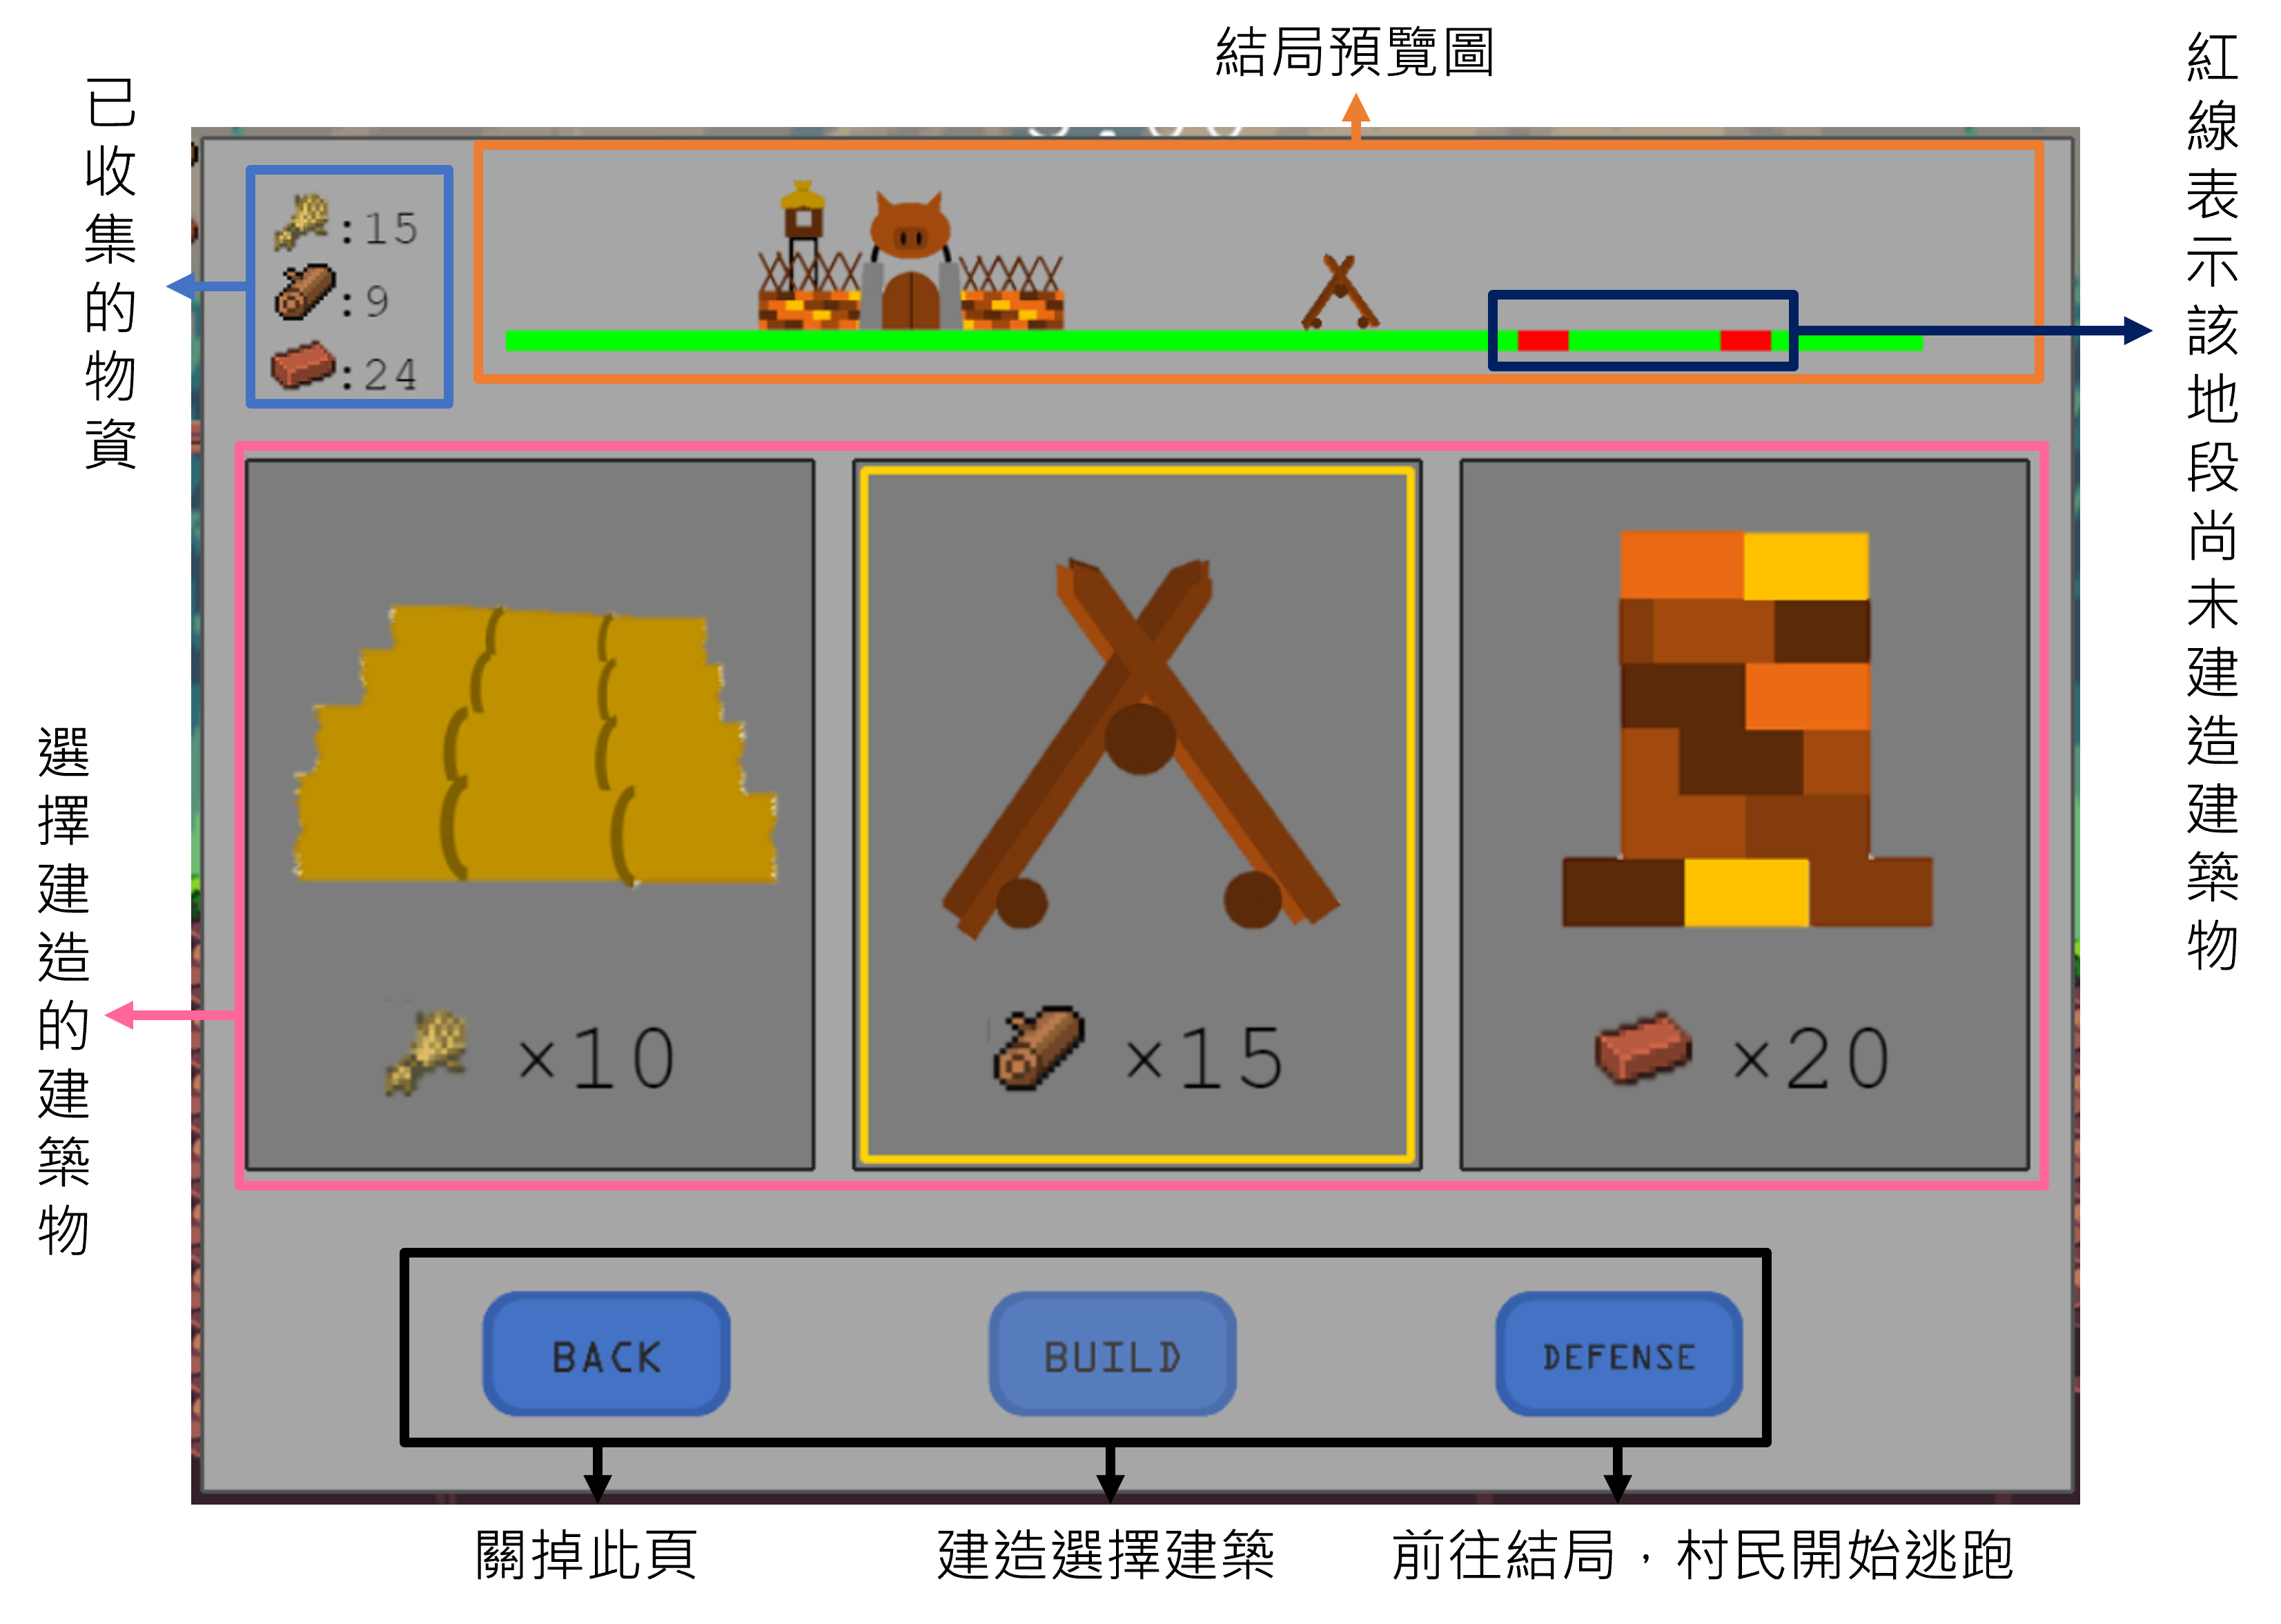 結局預覽圖
已收集的物資
紅線表示該地段尚未建造建築物
:15
:9
:24
選擇建造的建築物
×10
×15
×20
BACK
BUILD
DEFENSE
關掉此頁
建造選擇建築
前往結局，村民開始逃跑